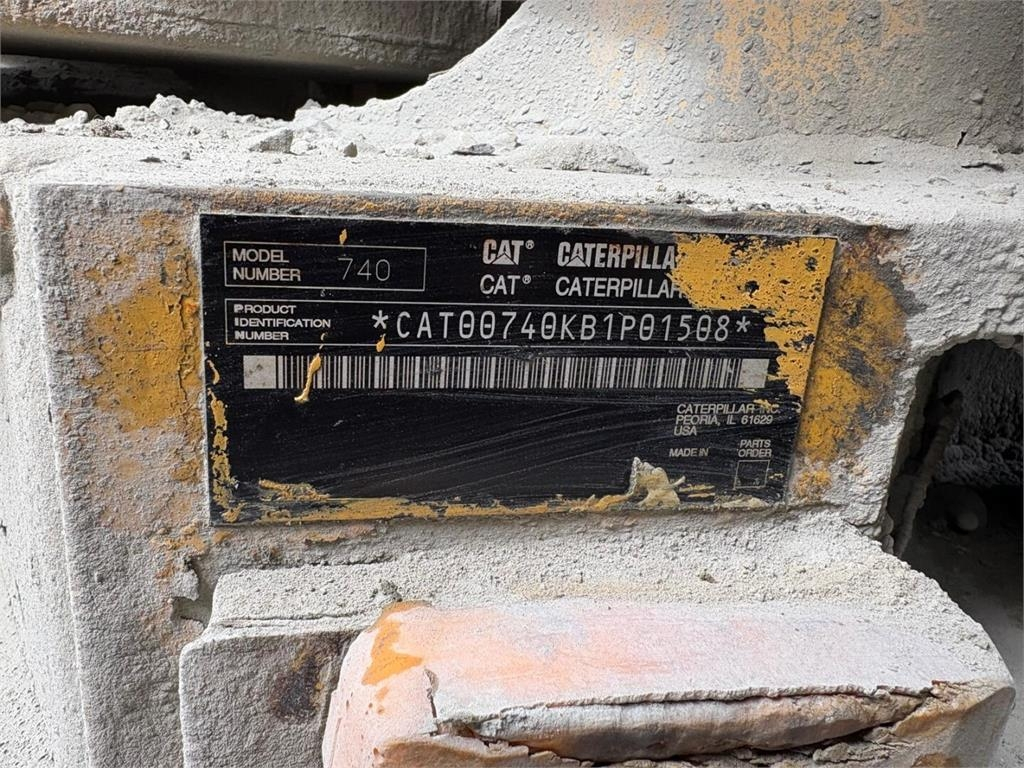 MODEL NUMBER 740
CAT® CATERPILLA
CAT® CATERPILLAR
PRODUCT IDENTIFICATION NUMBER *CAT00740KB1P01508*
CATERPILLAR INC.
PEORIA, IL 61629
USA
MADE IN
PARTS ORDER